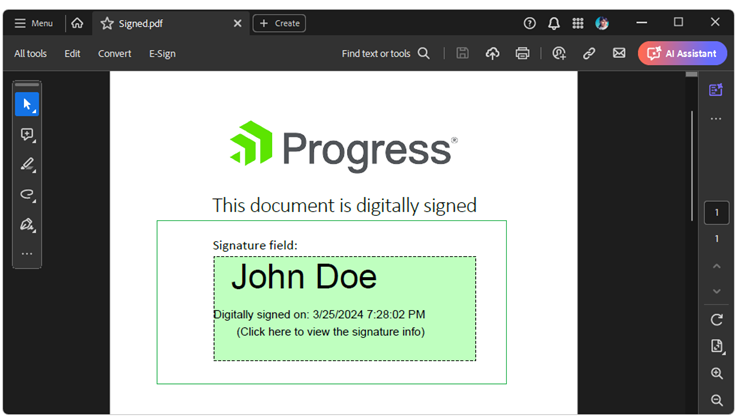 Menu
Signed.pdf
Create
All tools
Edit
Convert
E-Sign
Find text or tools
AI Assistant
Progress®
This document is digitally signed
Signature field:
John Doe
Digitally signed on: 3/25/2024 7:28:02 PM
(Click here to view the signature info)
1
1